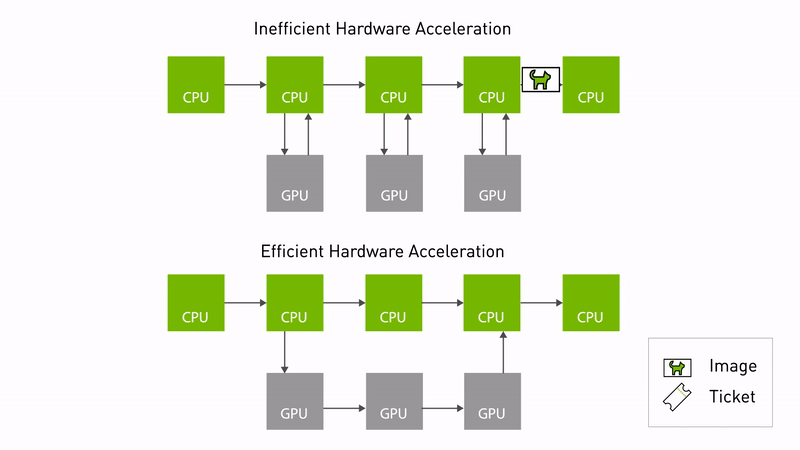 Inefficient Hardware Acceleration
CPU CPU CPU CPU CPU
GPU GPU GPU
Efficient Hardware Acceleration
CPU CPU CPU CPU CPU
GPU GPU GPU
Image
Ticket